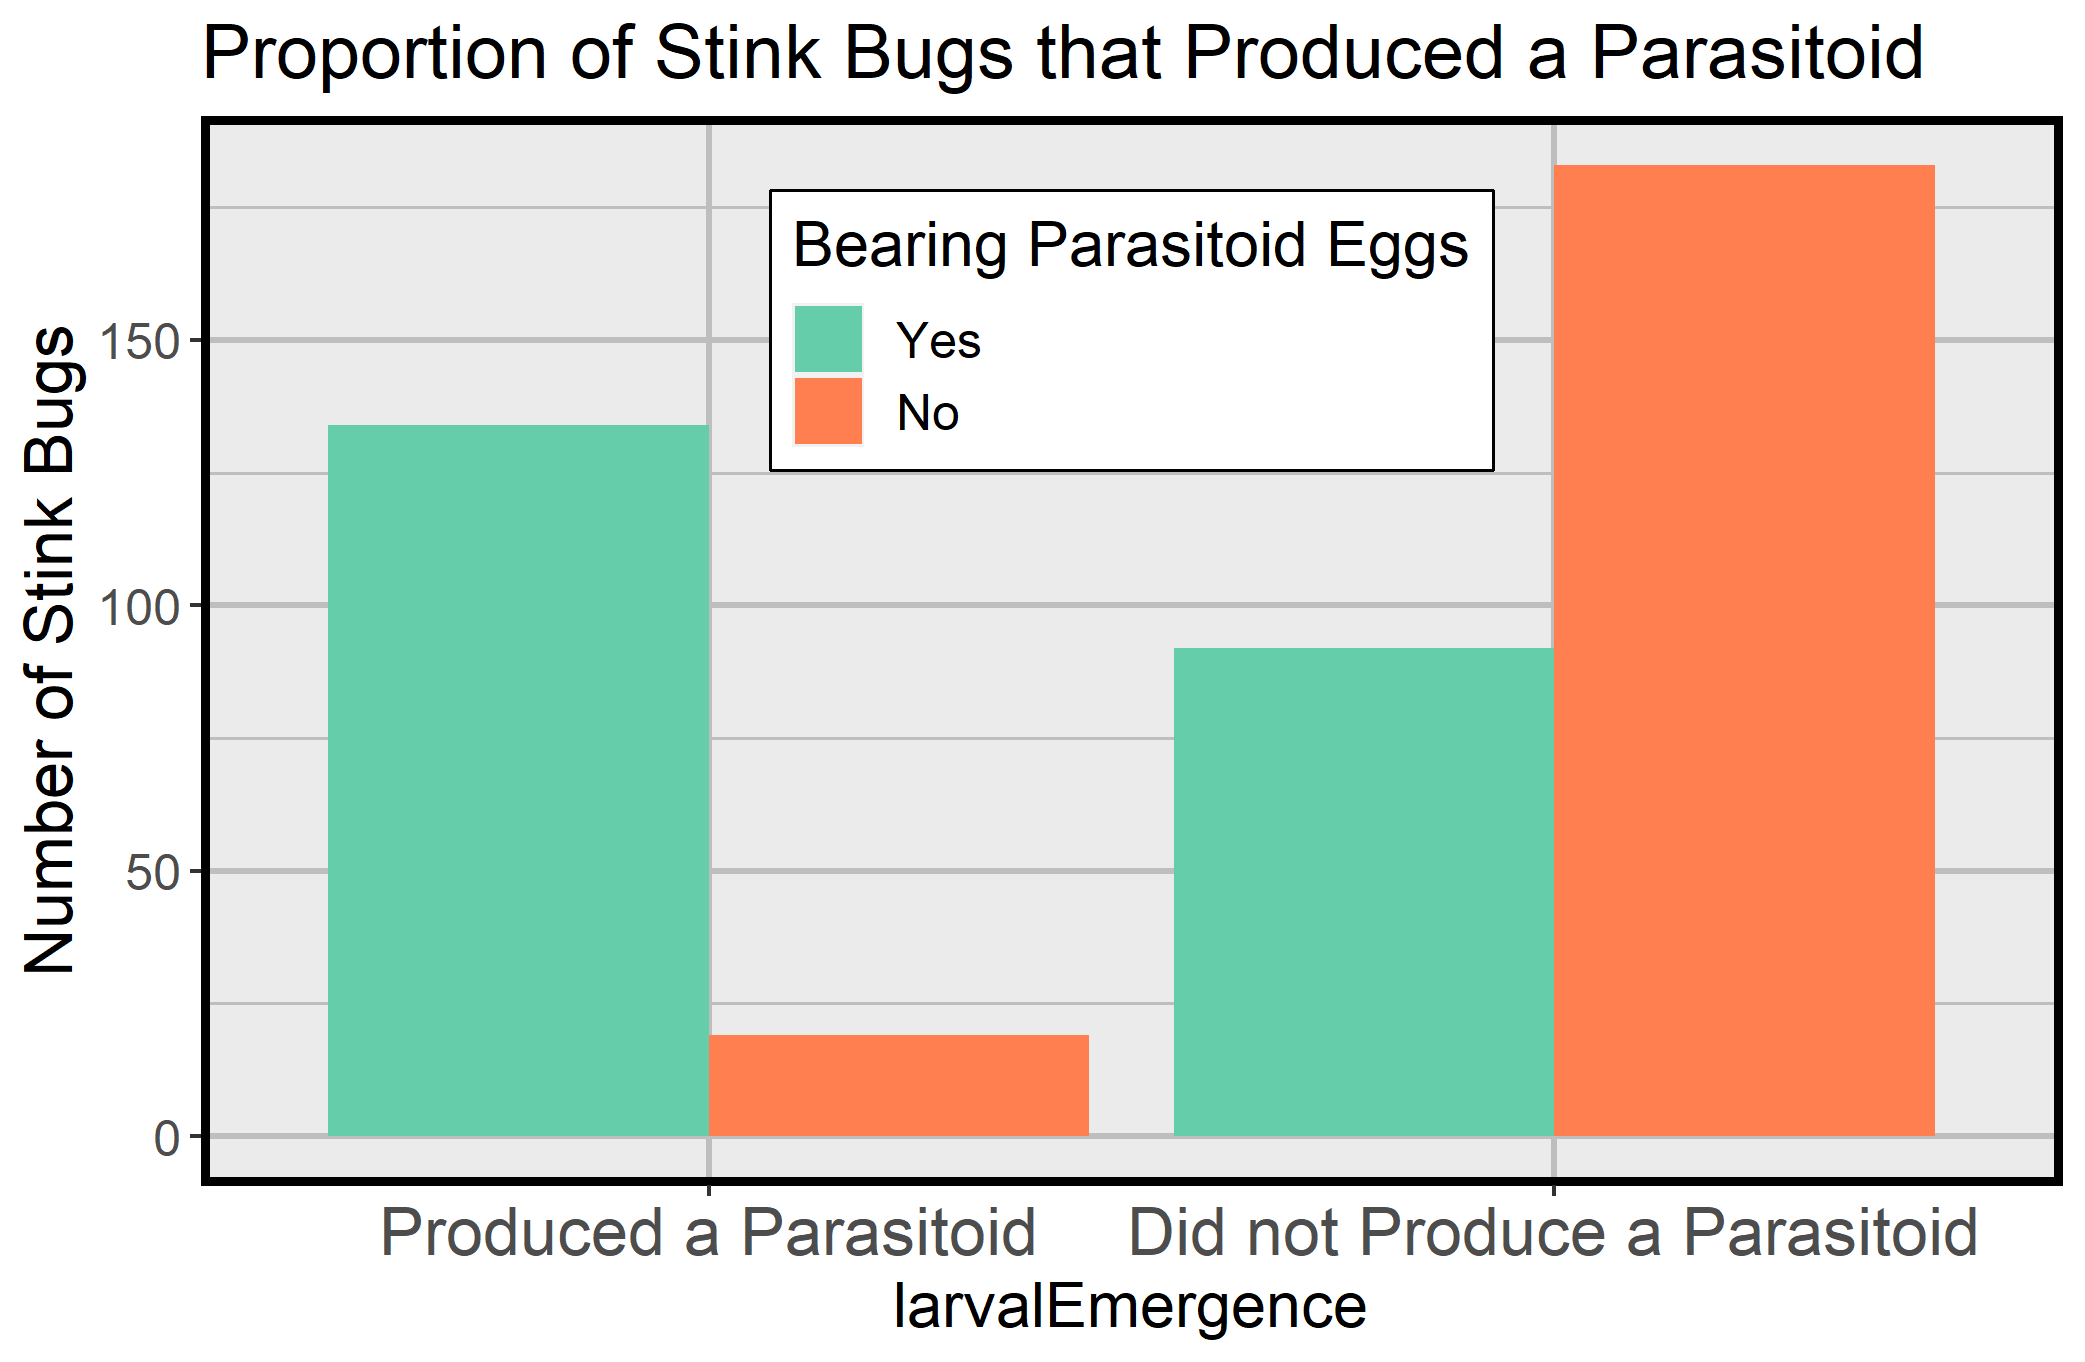 Proportion of Stink Bugs that Produced a Parasitoid
Number of Stink Bugs
150
100
50
0
Bearing Parasitoid Eggs
Yes
No
Produced a Parasitoid
Did not Produce a Parasitoid
larvalEmergence